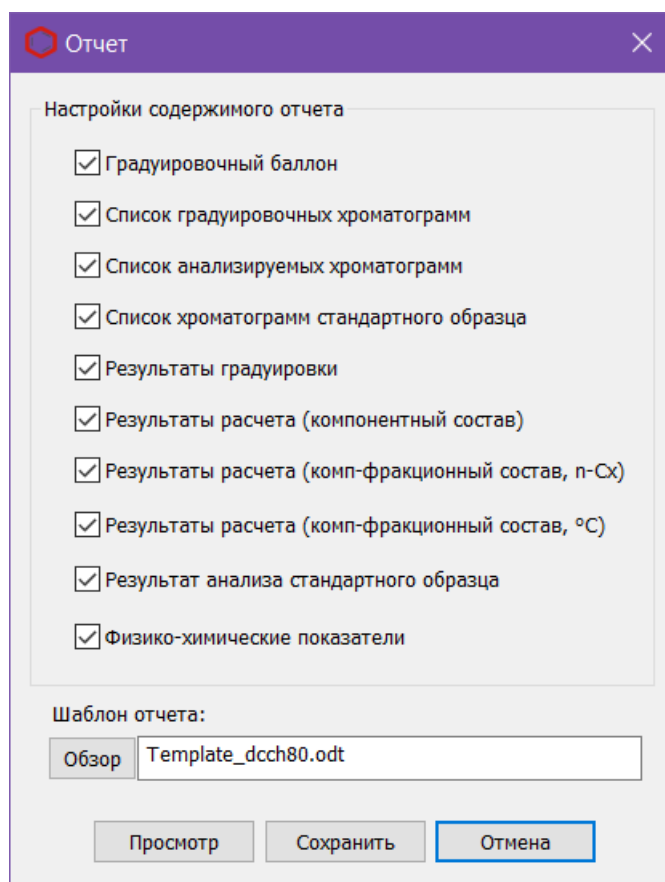 Отчет
Настройки содержимого отчета
Градуировочный баллон
Список градуировочных хроматограмм
Список анализируемых хроматограмм
Список хроматограмм стандартного образца
Результаты градуировки
Результаты расчета (компонентный состав)
Результаты расчета (комп-фракционный состав, n-Cx)
Результаты расчета (комп-фракционный состав, ºC)
Результат анализа стандартного образца
Физико-химические показатели
Шаблон отчета:
Обзор Template_dcch80.odt
Просмотр Сохранить Отмена